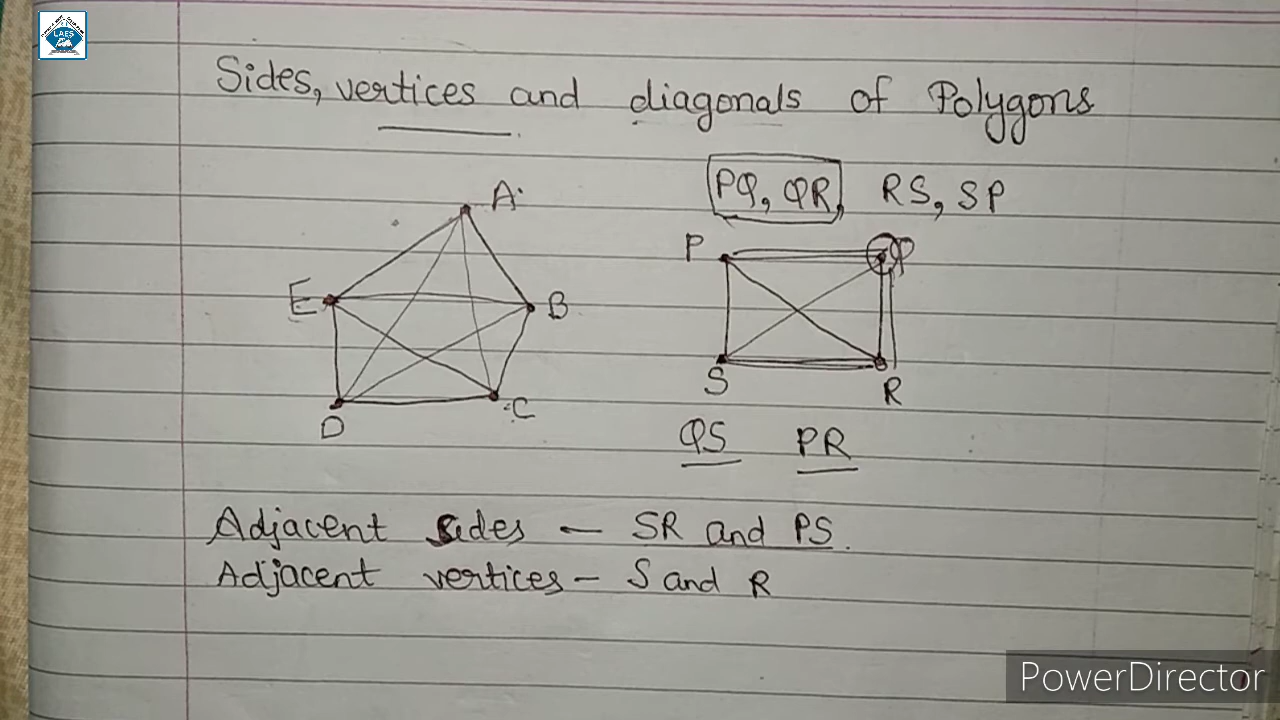 LAES
Sides, vertices and diagonals of Polygons
PQ, QR, RS, SP
A
E
B
D
C
P
Q
S
R
QS PR
Adjacent sides - SR and PS.
Adjacent vertices - S and R
PowerDirector